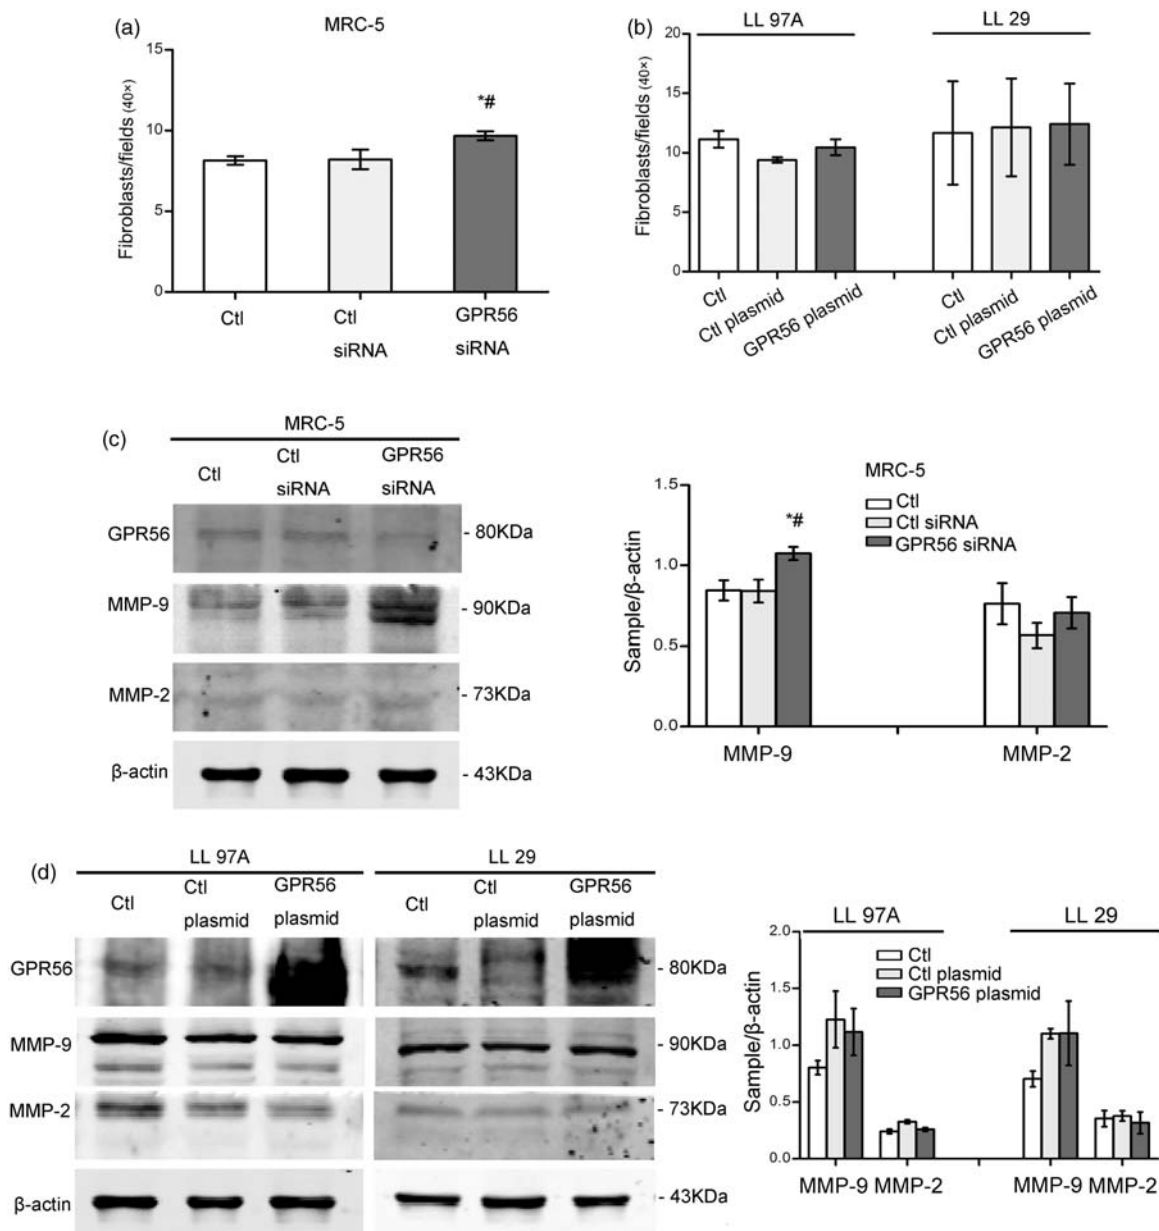 (a)
MRC-5
Fibroblasts/fields (40×)
15
10
5
0
*#
Ctl
Ctl
siRNA
GPR56
siRNA
(b)
LL 97A
LL 29
Fibroblasts/fields (40×)
20
15
10
5
0
Ctl
Ctl plasmid
GPR56 plasmid
Ctl
Ctl plasmid
GPR56 plasmid
(c)
MRC-5
Ctl
Ctl
siRNA
GPR56
siRNA
GPR56
- 80KDa
MMP-9
- 90KDa
MMP-2
- 73KDa
β-actin
- 43KDa
MRC-5
Ctl
Ctl siRNA
GPR56 siRNA
Sample/β-actin
1.5
1.0
0.5
0.0
*#
MMP-9
MMP-2
(d)
LL 97A
LL 29
Ctl
Ctl
plasmid
GPR56
plasmid
Ctl
Ctl
plasmid
GPR56
plasmid
GPR56
- 80KDa
MMP-9
- 90KDa
MMP-2
- 73KDa
β-actin
- 43KDa
LL 97A
LL 29
Ctl
Ctl plasmid
GPR56 plasmid
Sample/β-actin
2.0
1.5
1.0
0.5
0.0
MMP-9 MMP-2
MMP-9 MMP-2